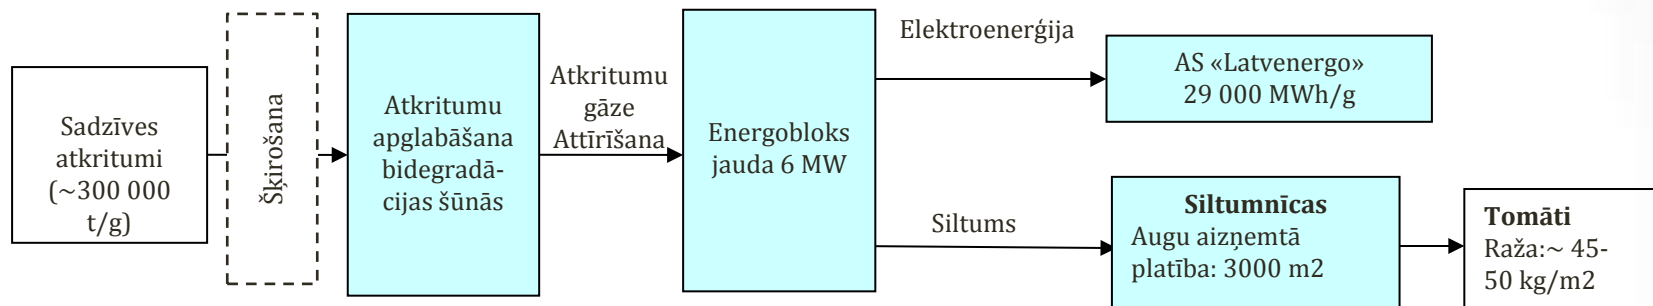 Sadzīves
atkritumi
(~300 000
t/g)
Šķirošana
Atkritumu
apglabāšana
bidegradā-
cijas šūnās
Atkritumu
gāze
Attīrīšana
Energobloks
jauda 6 MW
Elektroenerģija
AS «Latvenergo»
29 000 MWh/g
Siltums
Siltumnīcas
Augu aizņemtā
platība: 3000 m2
Tomāti
Raža:~ 45-
50 kg/m2